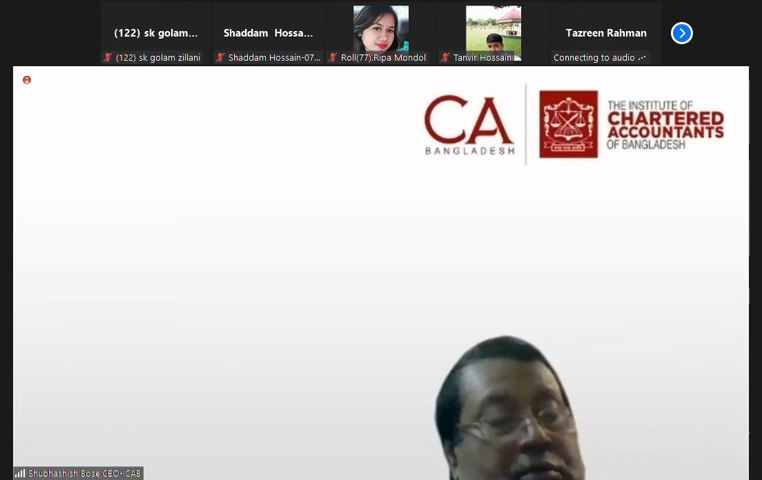 (122) sk golam...
Shaddam Hossa...
Tazreen Rahman
(122) sk golam zillani
Shaddam Hossain-07...
Roll(77).Ripa Mondol
Tanvir Hossain
Connecting to audio ...
CA
BANGLADESH
THE INSTITUTE OF
CHARTERED
ACCOUNTANTS
OF BANGLADESH
Shubhashish Bose,CEO-ICAB